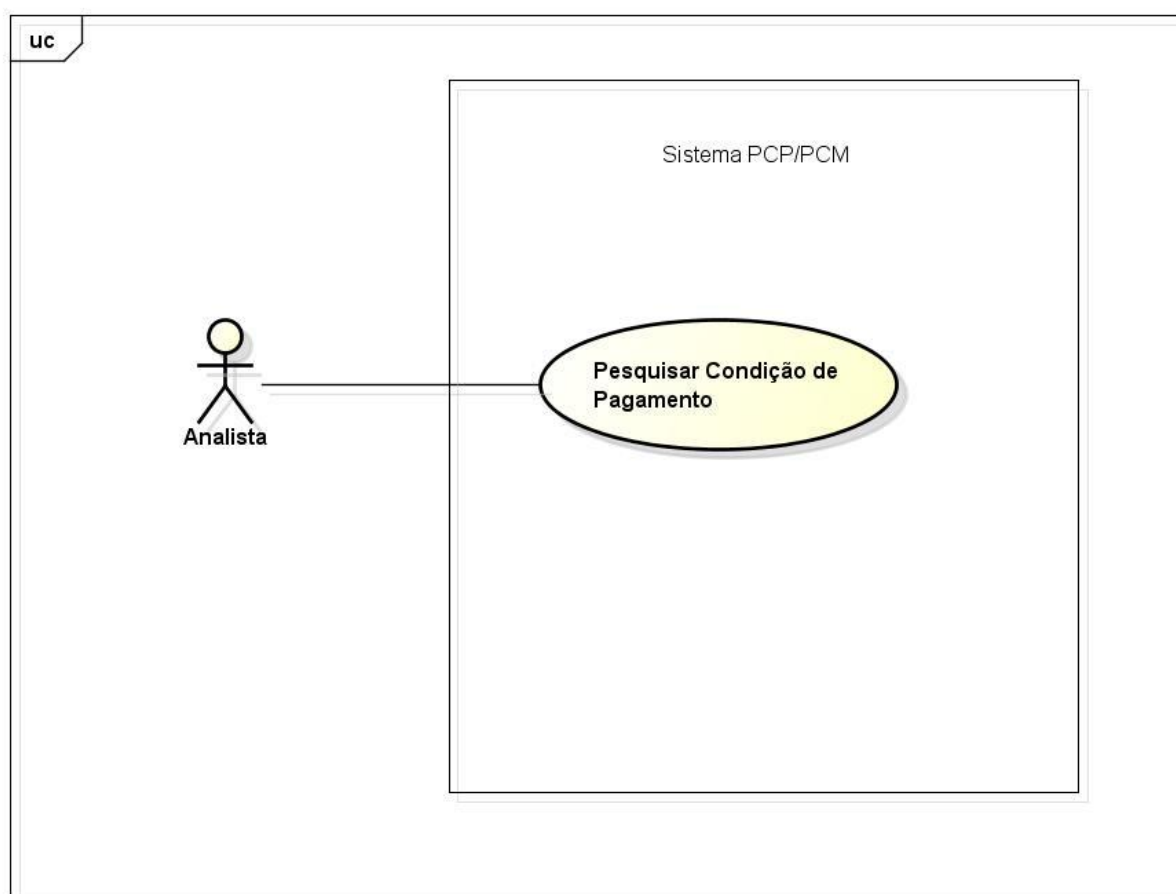 uc
Sistema PCP/PCM
Pesquisar Condição de
Pagamento
Analista